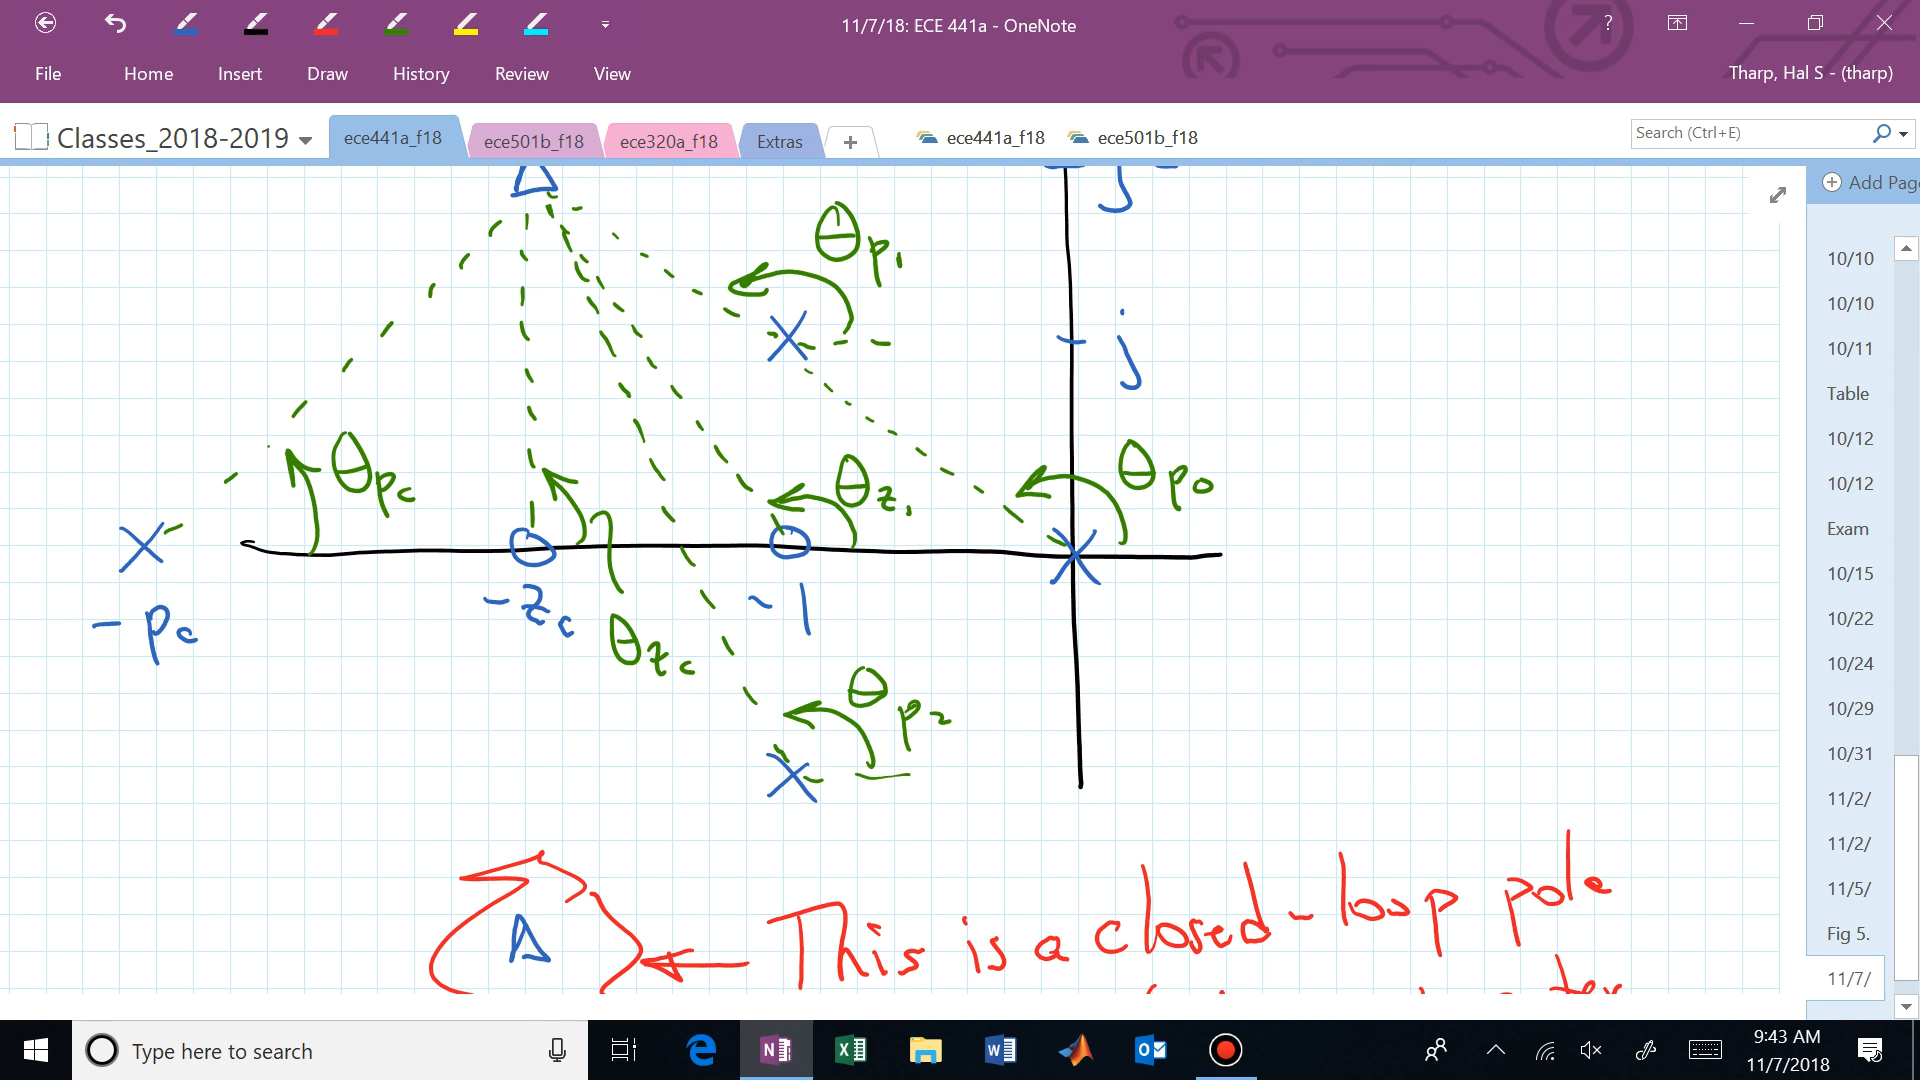 11/7/18: ECE 441a - OneNote
?
File Home Insert Draw History Review View
Tharp, Hal S - (tharp)
Classes_2018-2019
ece441a_f18 ece501b_f18 ece320a_f18 Extras + ece441a_f18 ece501b_f18
Search (Ctrl+E)
Add Page
10/10
10/10
10/11
Table
10/12
10/12
Exam
10/15
10/22
10/24
10/29
10/31
11/2/
11/2/
11/5/
Fig 5.
11/7/
j
θp1
j
θpc
θz1
θp0
-zc
-1
-pc
θzc
θp2
This is a closed-loop pole
Type here to search
9:43 AM
11/7/2018